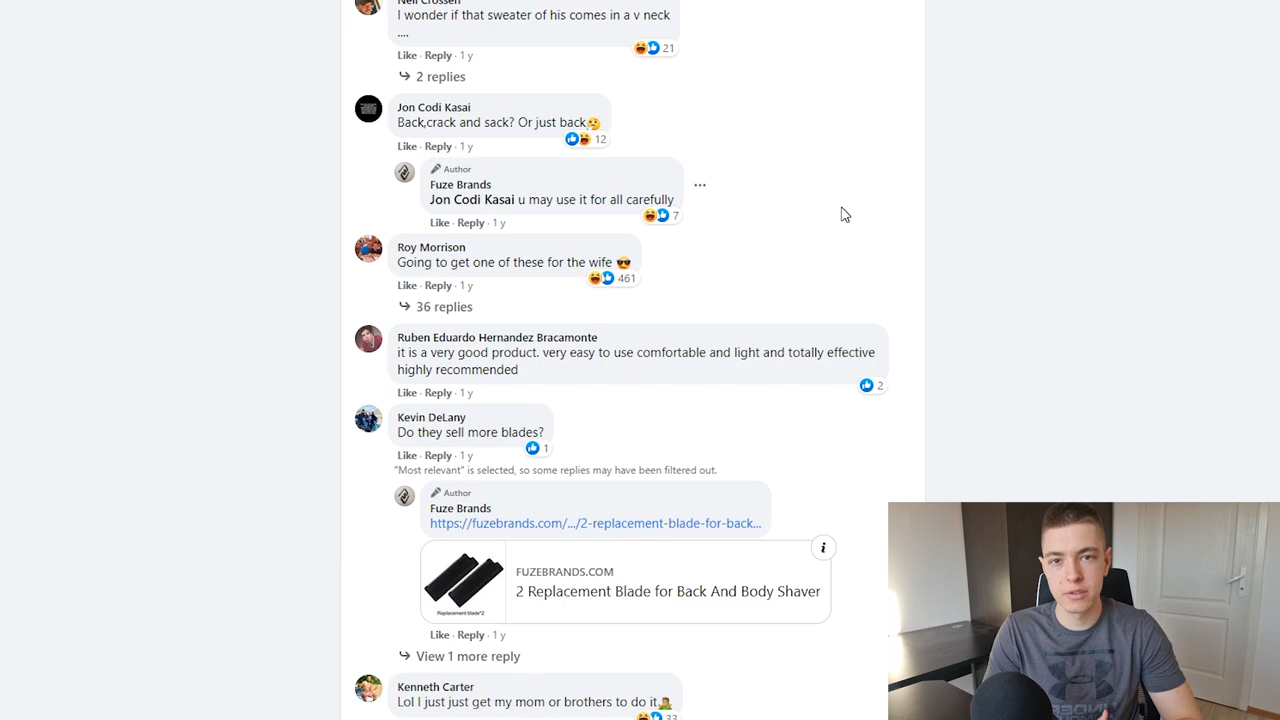 Neil Crossen
I wonder if that sweater of his comes in a v neck
....
21
Like · Reply · 1 y
2 replies
Jon Codi Kasai
Back,crack and sack? Or just back
12
Like · Reply · 1 y
Author
Fuze Brands
Jon Codi Kasai u may use it for all carefully
7
Like · Reply · 1 y
Roy Morrison
Going to get one of these for the wife 😎
461
Like · Reply · 1 y
36 replies
Ruben Eduardo Hernandez Bracamonte
it is a very good product. very easy to use comfortable and light and totally effective
highly recommended
2
Like · Reply · 1 y
Kevin DeLany
Do they sell more blades?
1
Like · Reply · 1 y
"Most relevant" is selected, so some replies may have been filtered out.
Author
Fuze Brands
https://fuzebrands.com/.../2-replacement-blade-for-back...
FUZEBRANDS.COM
2 Replacement Blade for Back And Body Shaver
Replacement blade*2
Like · Reply · 1 y
View 1 more reply
Kenneth Carter
Lol I just just get my mom or brothers to do it
33